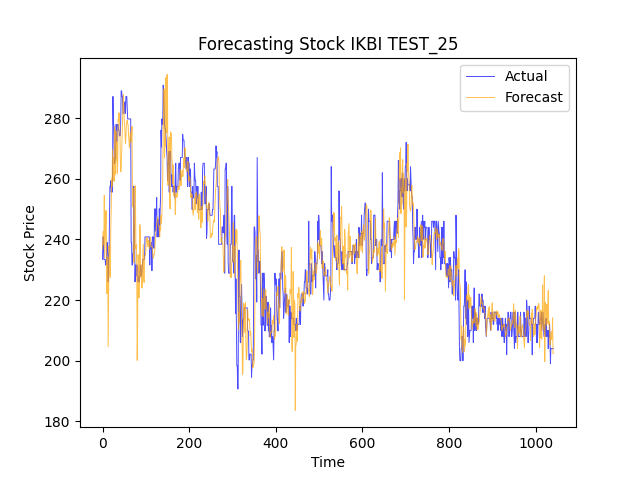 Forecasting Stock IKBI TEST_25
Actual
Forecast
Stock Price
280
260
240
220
200
180
0 200 400 600 800 1000
Time